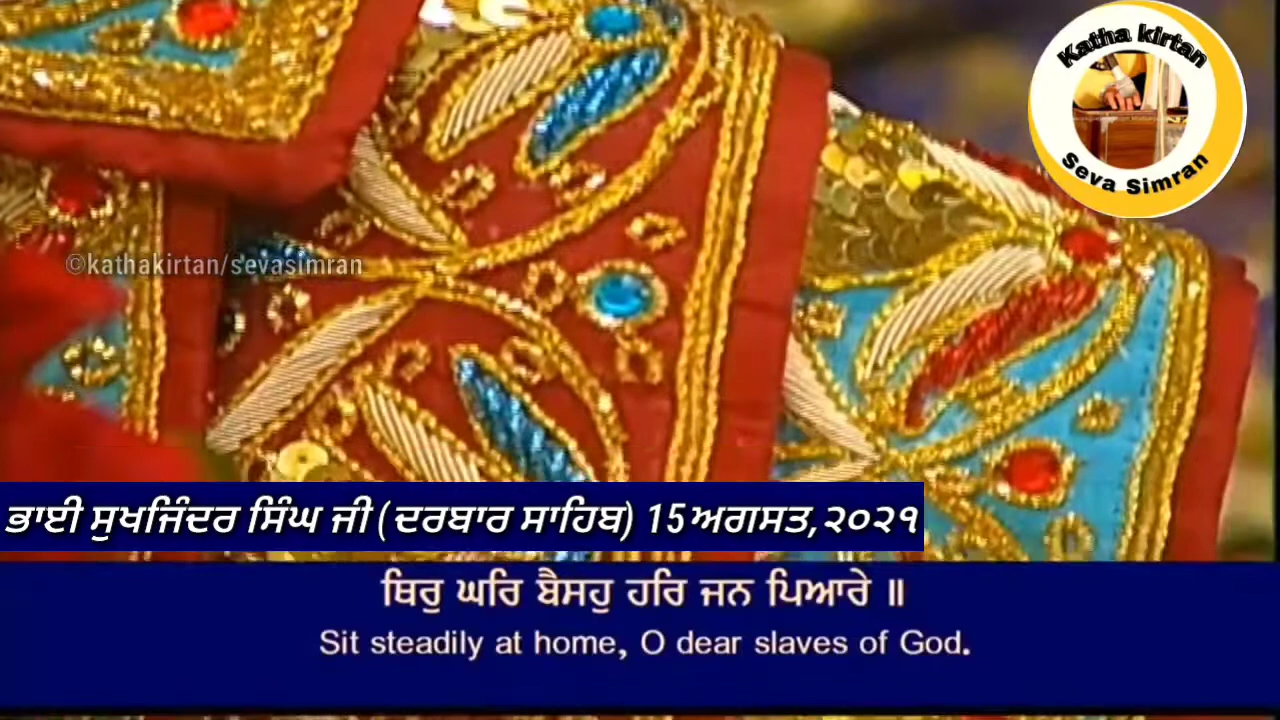 Katha kirtan
Seva Simran
©kathakirtan/sevasimran
ਭਾਈ ਸੁਖਜਿੰਦਰ ਸਿੰਘ ਜੀ (ਦਰਬਾਰ ਸਾਹਿਬ) 15ਅਗਸਤ,੨੦੨੧
ਥਿਰੁ ਘਰਿ ਬੈਸਹੁ ਹਰਿ ਜਨ ਪਿਆਰੇ ॥
Sit steadily at home, O dear slaves of God.